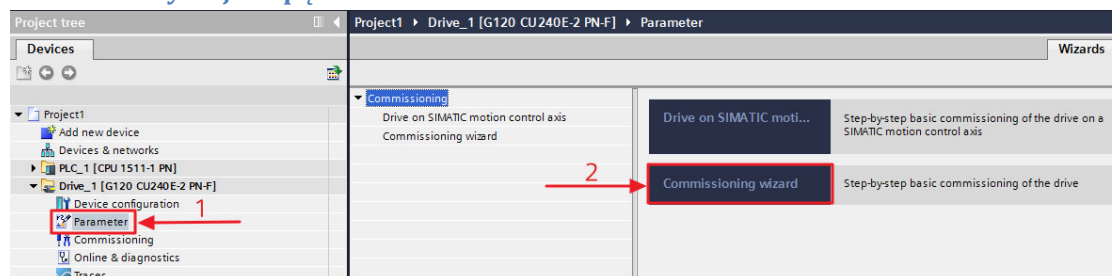 Project tree
Project1 ▸ Drive_1 [G120 CU240E-2 PN-F] ▸ Parameter
Devices
Wizards
Project1
Add new device
Devices & networks
PLC_1 [CPU 1511-1 PN]
Drive_1 [G120 CU240E-2 PN-F]
Device configuration
Parameter
Commissioning
Online & diagnostics
Traces
1
Commissioning
Drive on SIMATIC motion control axis
Commissioning wizard
2
Drive on SIMATIC moti...
Step-by-step basic commissioning of the drive on a
SIMATIC motion control axis
Commissioning wizard
Step-by-step basic commissioning of the drive